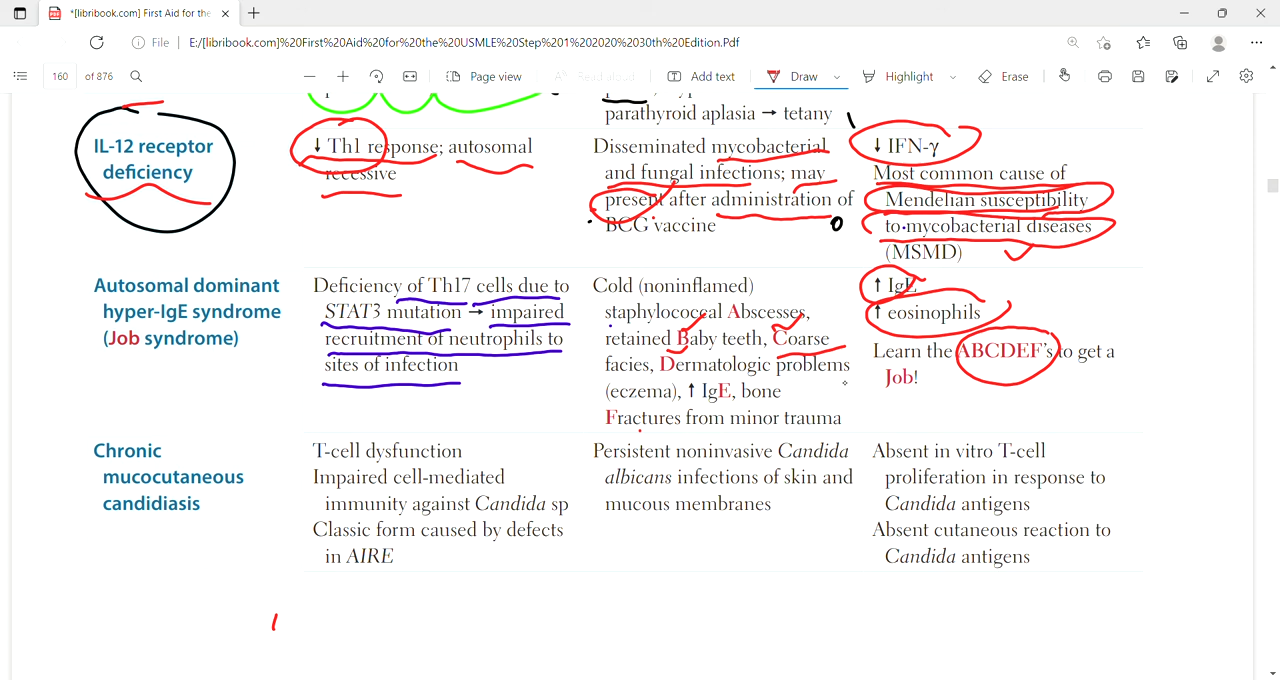 *[libribook.com] First Aid for the
File E:/[libribook.com]%20First%20Aid%20for%20the%20USMLE%20Step%201%202020%2030th%20Edition.Pdf
160 of 876 Page view Read aloud Add text Draw Highlight Erase
parathyroid aplasia → tetany
IL-12 receptor
deficiency
↓ Th1 response; autosomal
recessive
Disseminated mycobacterial
and fungal infections; may
present after administration of
BCG vaccine
↓ IFN-γ
Most common cause of
Mendelian susceptibility
to mycobacterial diseases
(MSMD)
Autosomal dominant
hyper-IgE syndrome
(Job syndrome)
Deficiency of Th17 cells due to
STAT3 mutation → impaired
recruitment of neutrophils to
sites of infection
Cold (noninflamed)
staphylococcal Abscesses,
retained Baby teeth, Coarse
facies, Dermatologic problems
(eczema), ↑ IgE, bone
Fractures from minor trauma
↑ IgE
↑ eosinophils
Learn the ABCDEF's to get a
Job!
Chronic
mucocutaneous
candidiasis
T-cell dysfunction
Impaired cell-mediated
immunity against Candida sp
Classic form caused by defects
in AIRE
Persistent noninvasive Candida
albicans infections of skin and
mucous membranes
Absent in vitro T-cell
proliferation in response to
Candida antigens
Absent cutaneous reaction to
Candida antigens